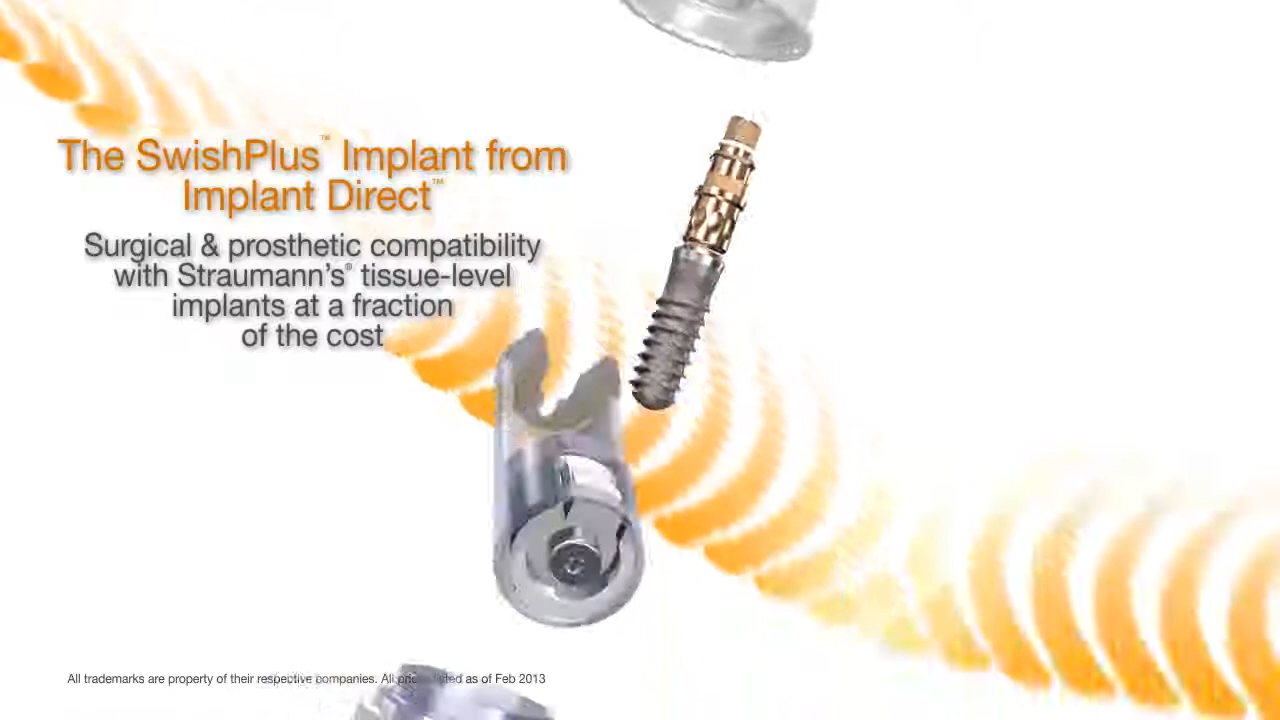 The SwishPlus™ Implant from
Implant Direct™
Surgical & prosthetic compatibility
with Straumann's® tissue-level
implants at a fraction
of the cost
All trademarks are property of their respective companies. All as of Feb 2013